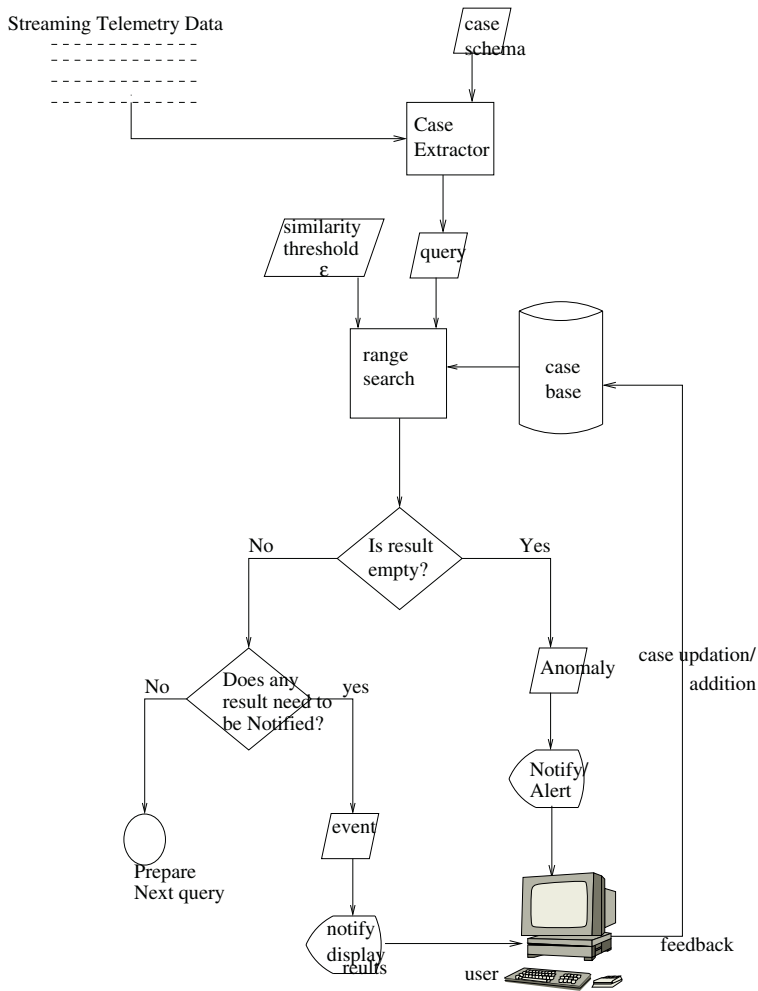 Streaming Telemetry Data
case
schema
Case
Extractor
similarity
threshold
ε
query
range
search
case
base
Is result
empty?
No
Yes
Does any
result need to
be Notified?
No
yes
Anomaly
case updation/
addition
Notify/
Alert
event
Prepare
Next query
notify
display
reults
feedback
user